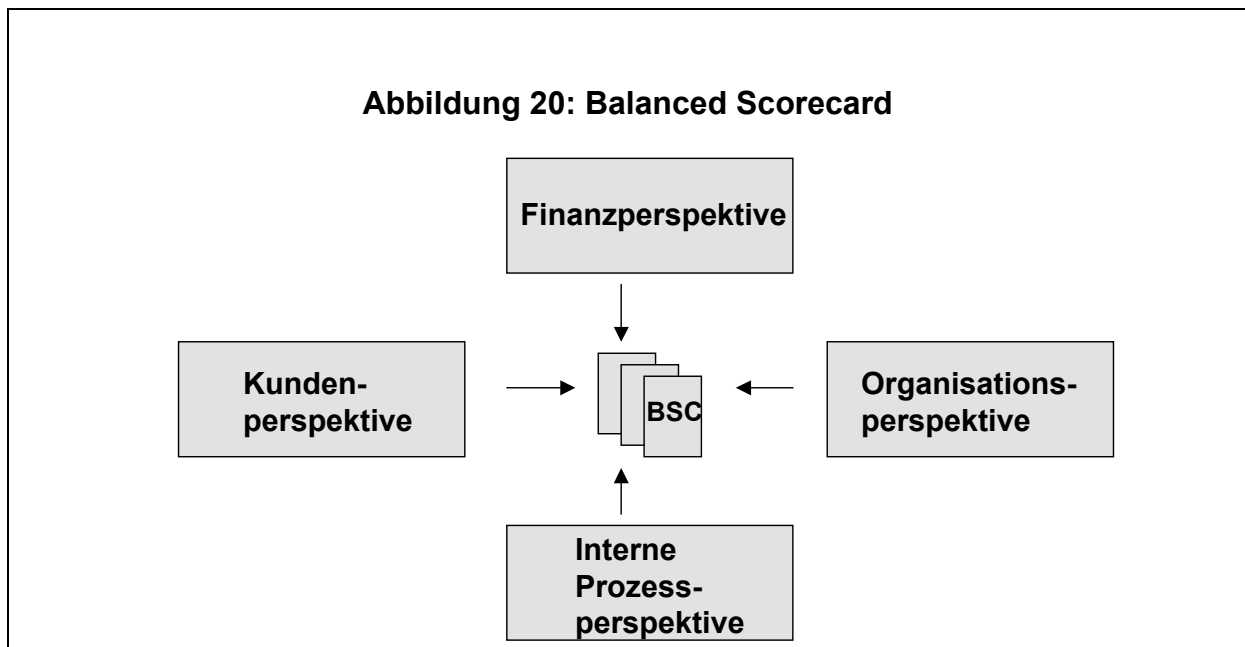 Abbildung 20: Balanced Scorecard
Finanzperspektive
Kunden-
perspektive
BSC
Organisations-
perspektive
Interne
Prozess-
perspektive